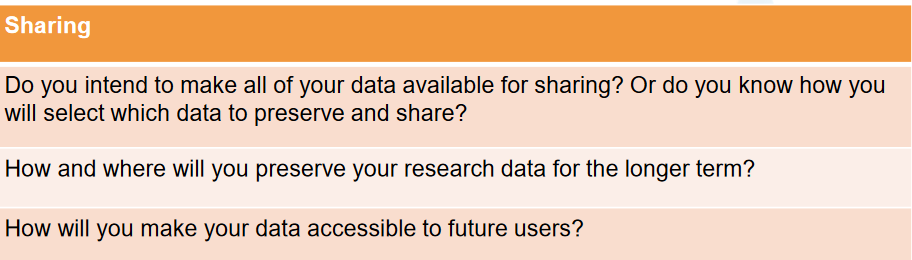 Sharing
Do you intend to make all of your data available for sharing? Or do you know how you
will select which data to preserve and share?
How and where will you preserve your research data for the longer term?
How will you make your data accessible to future users?